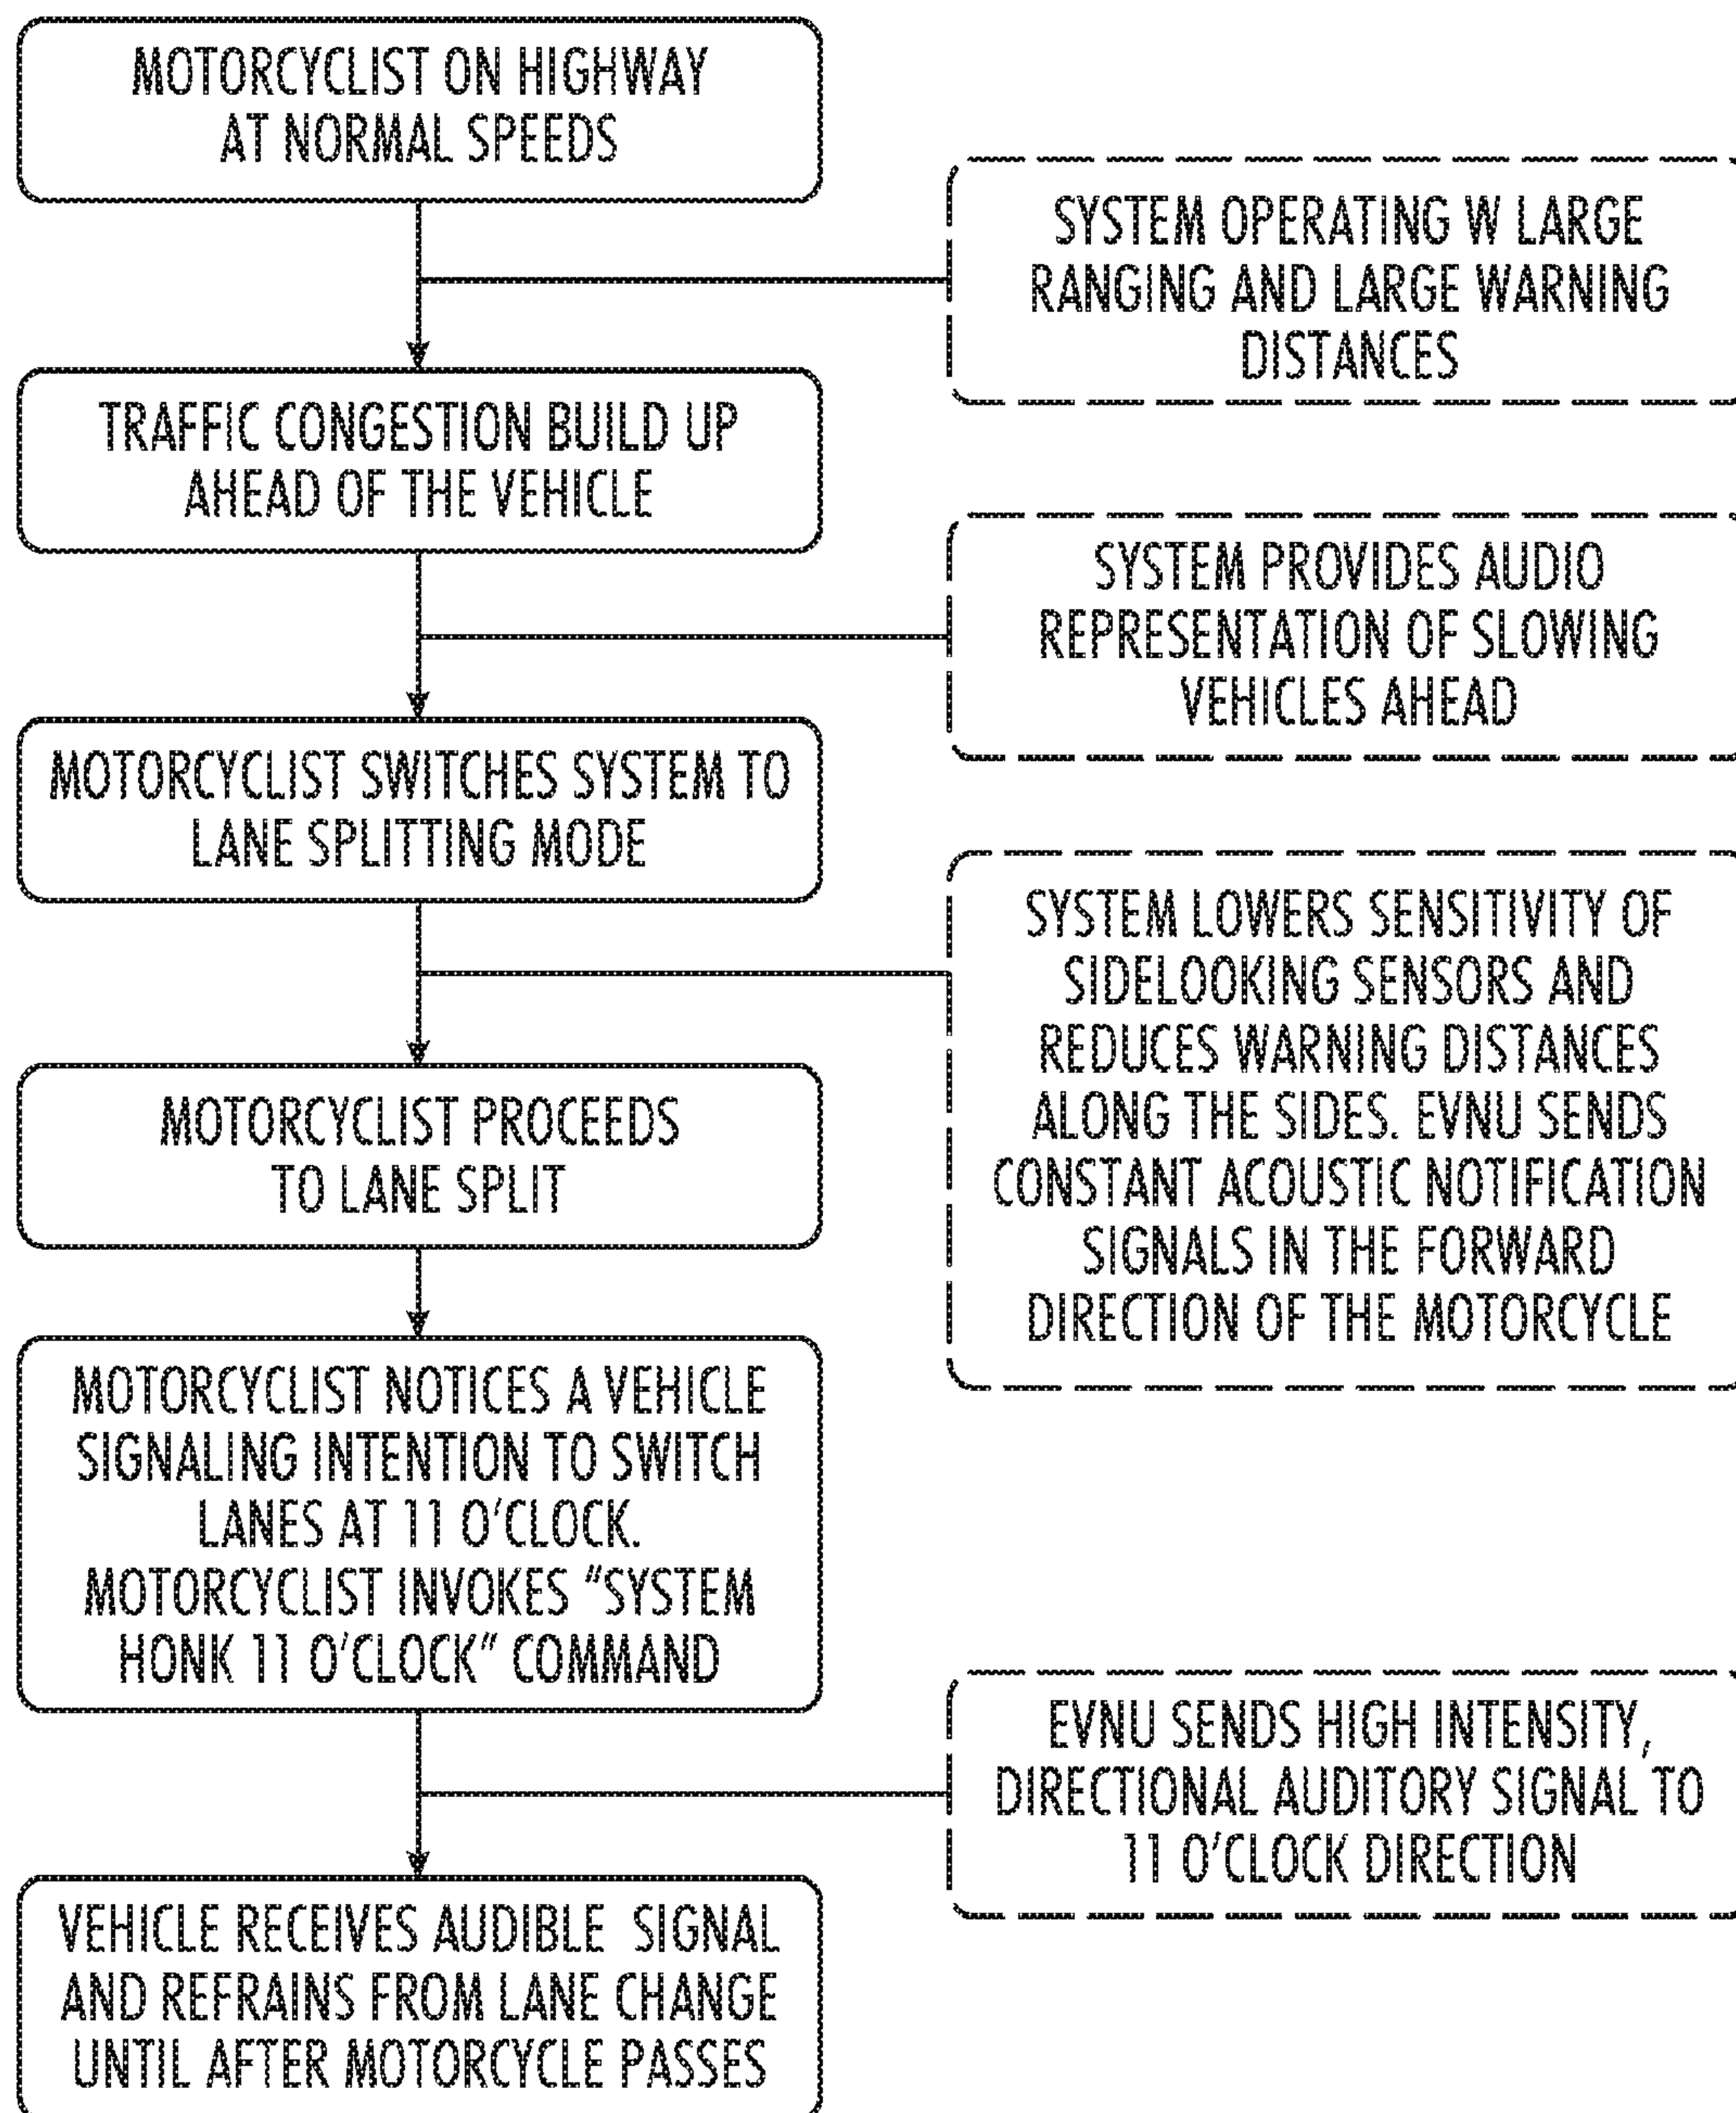 MOTORCYCLIST ON HIGHWAY
AT NORMAL SPEEDS
SYSTEM OPERATING W LARGE
RANGING AND LARGE WARNING
DISTANCES
TRAFFIC CONGESTION BUILD UP
AHEAD OF THE VEHICLE
SYSTEM PROVIDES AUDIO
REPRESENTATION OF SLOWING
VEHICLES AHEAD
MOTORCYCLIST SWITCHES SYSTEM TO
LANE SPLITTING MODE
SYSTEM LOWERS SENSITIVITY OF
SIDELOOKING SENSORS AND
REDUCES WARNING DISTANCES
ALONG THE SIDES. EVNU SENDS
CONSTANT ACOUSTIC NOTIFICATION
SIGNALS IN THE FORWARD
DIRECTION OF THE MOTORCYCLE
MOTORCYCLIST PROCEEDS
TO LANE SPLIT
MOTORCYCLIST NOTICES A VEHICLE
SIGNALING INTENTION TO SWITCH
LANES AT 11 O'CLOCK.
MOTORCYCLIST INVOKES "SYSTEM
HONK 11 O'CLOCK" COMMAND
EVNU SENDS HIGH INTENSITY,
DIRECTIONAL AUDITORY SIGNAL TO
11 O'CLOCK DIRECTION
VEHICLE RECEIVES AUDIBLE SIGNAL
AND REFRAINS FROM LANE CHANGE
UNTIL AFTER MOTORCYCLE PASSES